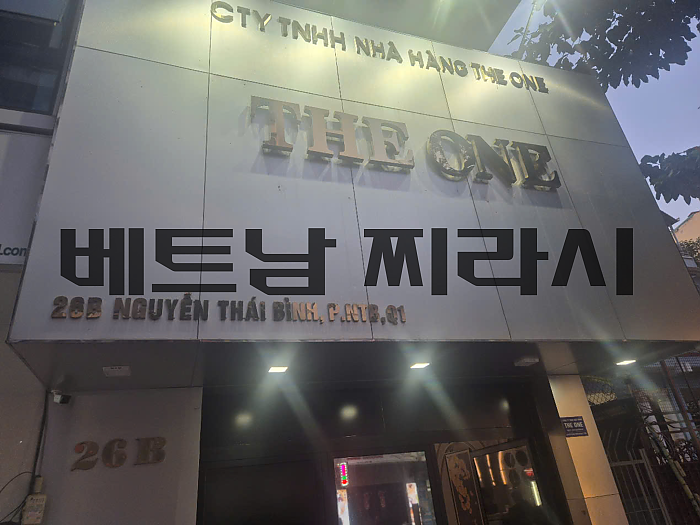 CTY TNHH NHÀ HÀNG THE ONE
THE ONE
베트남 찌라시
26B NGUYỄN THÁI BÌNH, P.NTB,Q1
26B
THE ONE